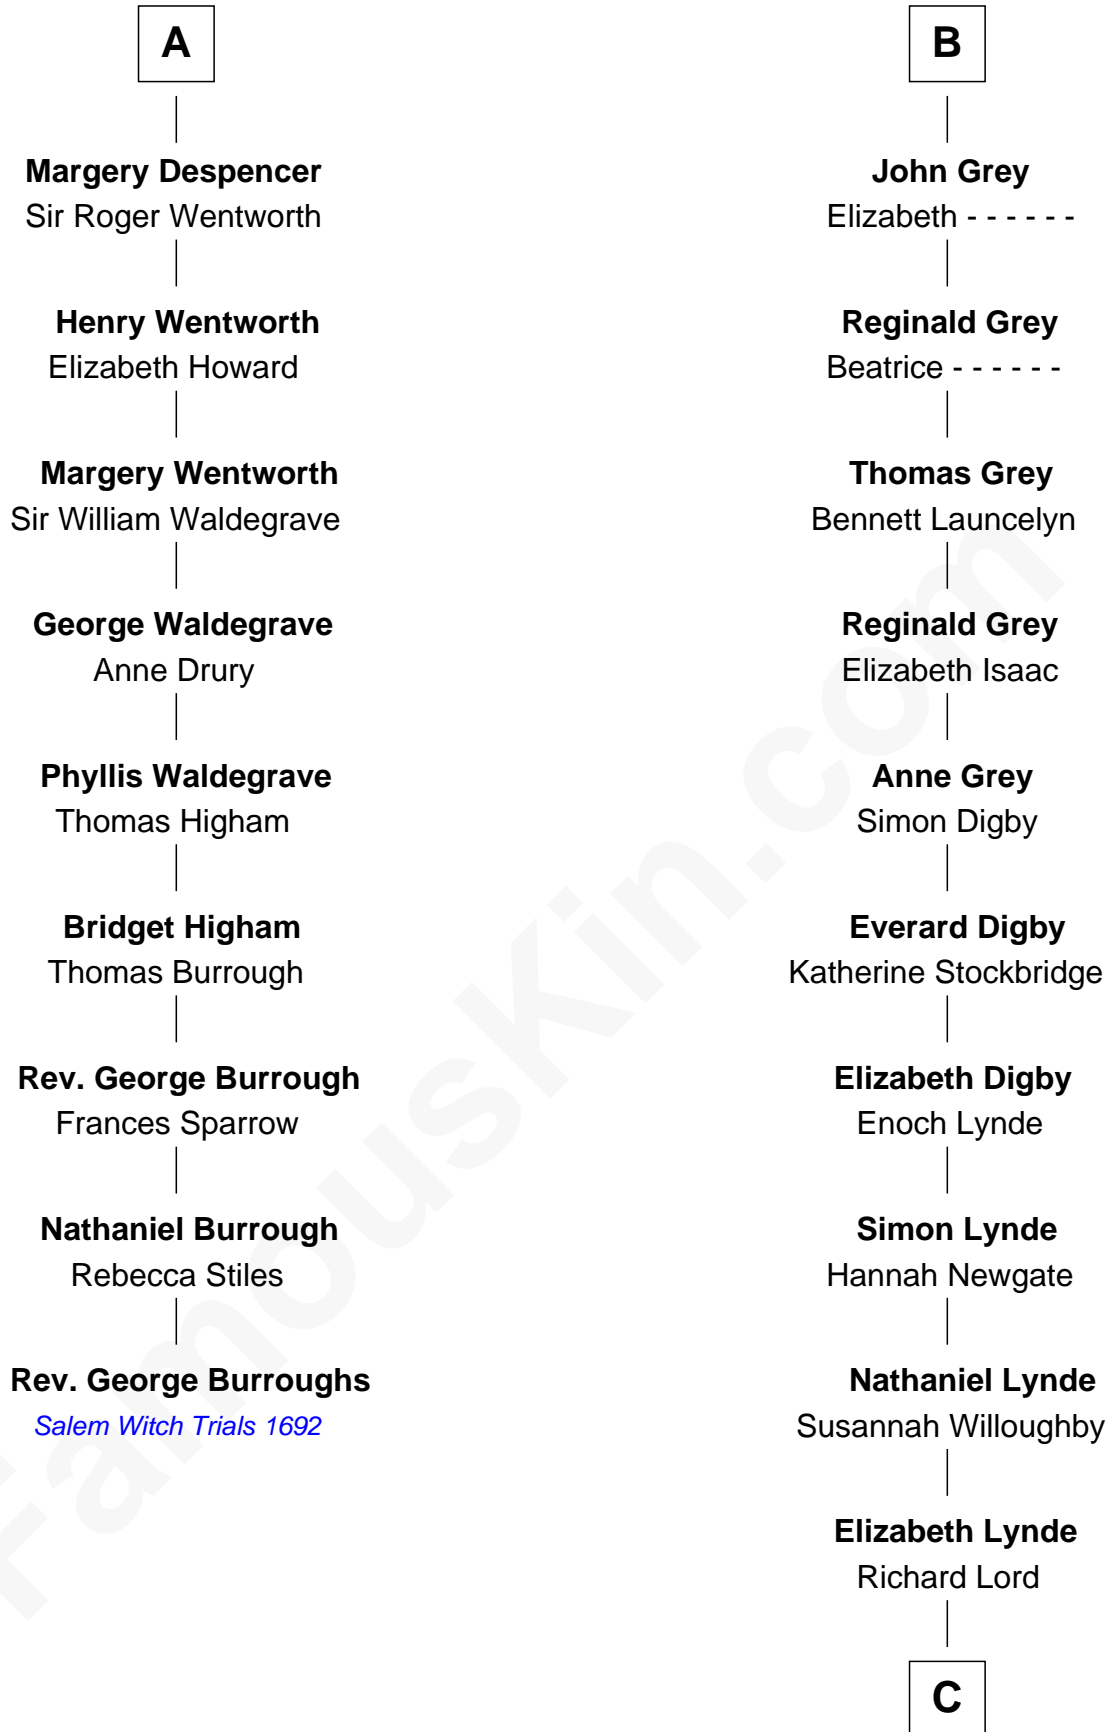 A
Margery Despencer
Sir Roger Wentworth
Henry Wentworth
Elizabeth Howard
Margery Wentworth
Sir William Waldegrave
George Waldegrave
Anne Drury
Phyllis Waldegrave
Thomas Higham
Bridget Higham
Thomas Burrough
Rev. George Burrough
Frances Sparrow
Nathaniel Burrough
Rebecca Stiles
Rev. George Burroughs
Salem Witch Trials 1692
B
John Grey
Elizabeth - - - - - -
Reginald Grey
Beatrice - - - - - -
Thomas Grey
Bennett Launcelyn
Reginald Grey
Elizabeth Isaac
Anne Grey
Simon Digby
Everard Digby
Katherine Stockbridge
Elizabeth Digby
Enoch Lynde
Simon Lynde
Hannah Newgate
Nathaniel Lynde
Susannah Willoughby
Elizabeth Lynde
Richard Lord
C
FamousKin.com